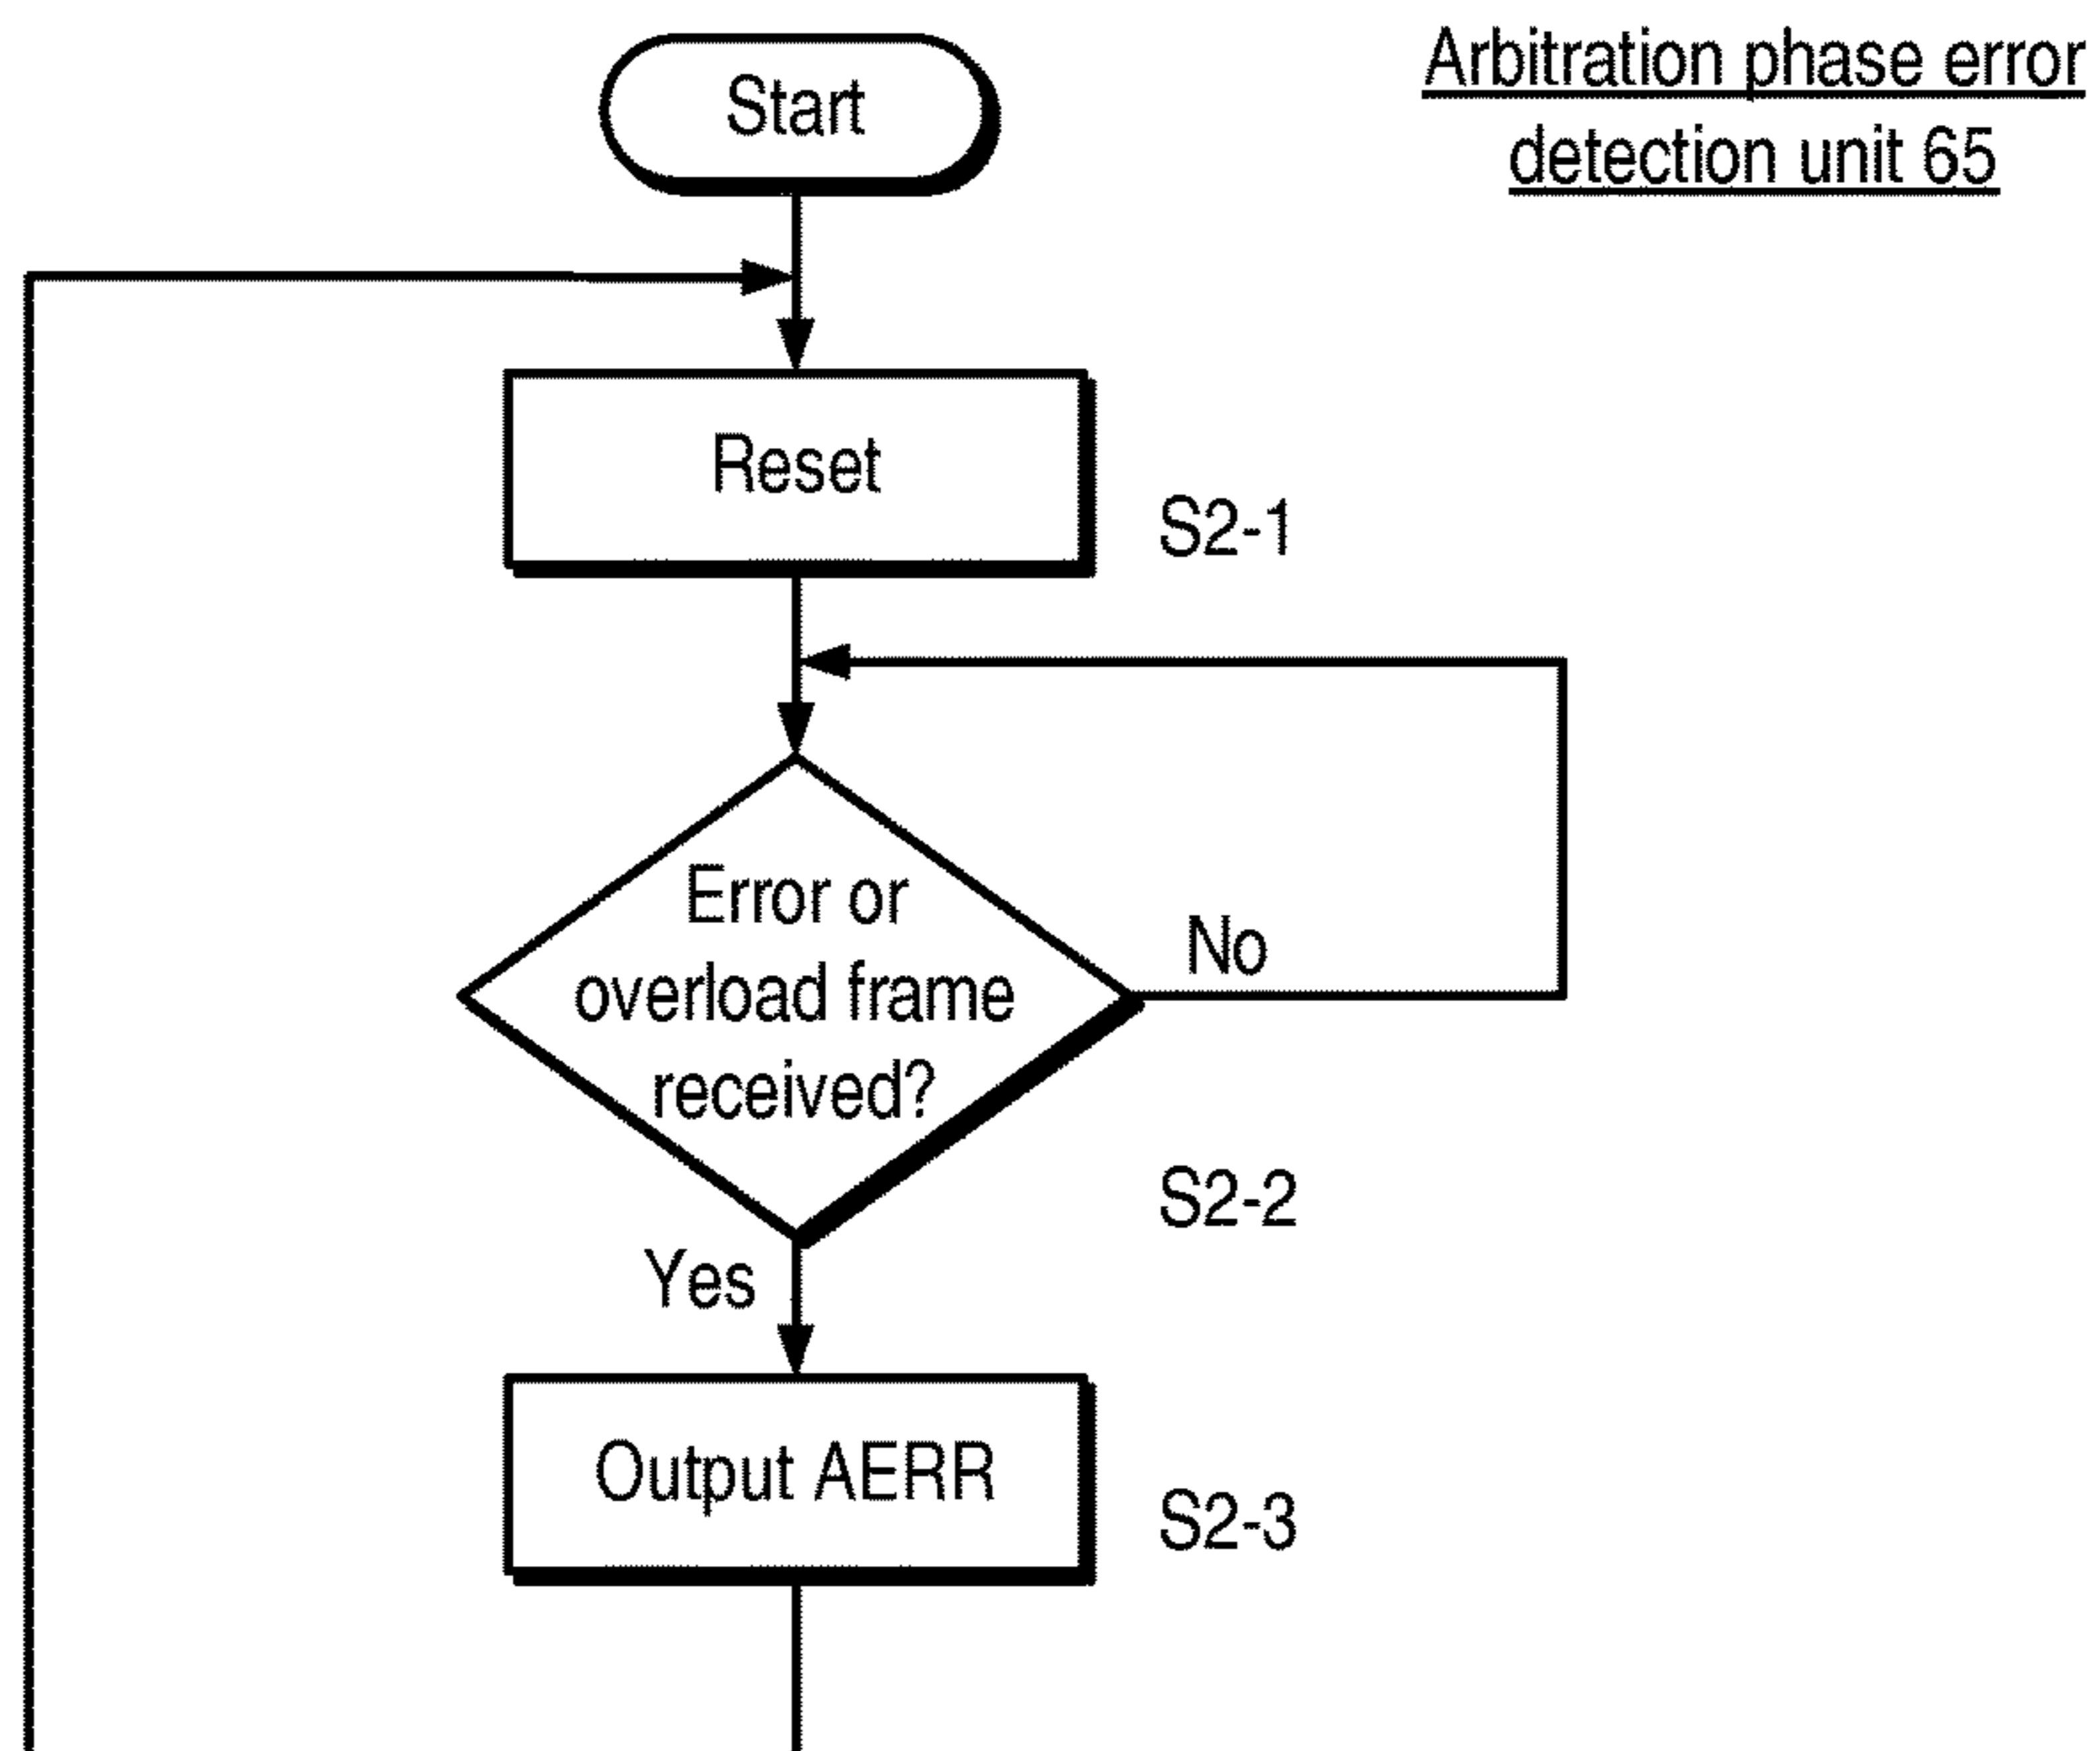 Arbitration phase error
detection unit 65
Start
Reset
S2-1
Error or
overload frame
received?
No
S2-2
Yes
Output AERR
S2-3